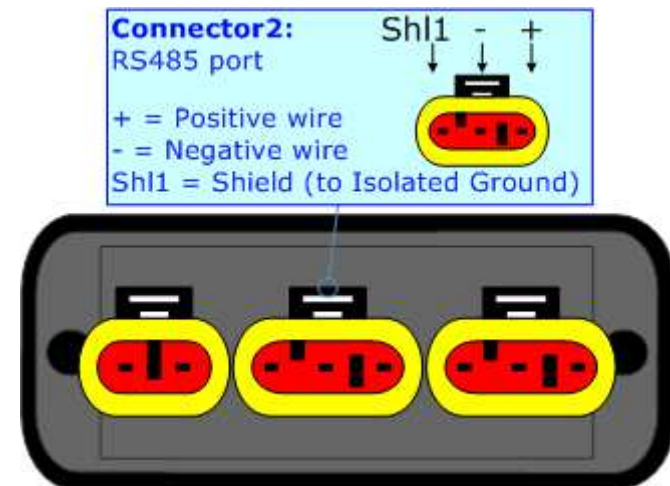 Connector2:
Shl1 - +
RS485 port
+ = Positive wire
- = Negative wire
Shl1 = Shield (to Isolated Ground)